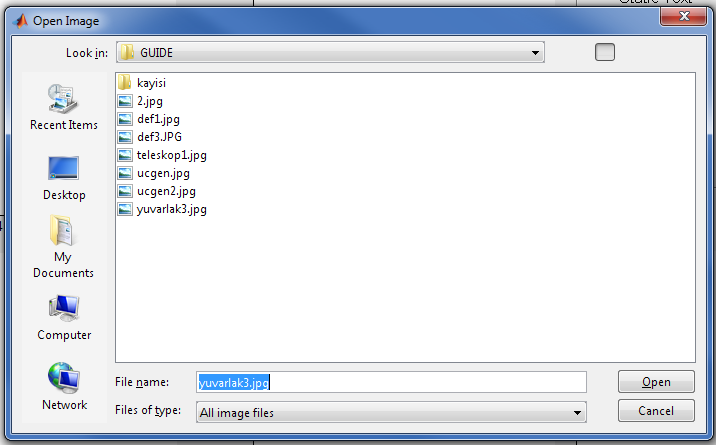 Static Text
Open Image
Look in:
GUIDE
Recent Items
Desktop
My
Documents
Computer
Network
kayisi
2.jpg
def1.jpg
def3.JPG
teleskop1.jpg
ucgen.jpg
ucgen2.jpg
yuvarlak3.jpg
File name:
yuvarlak3.jpg
Open
Files of type:
All image files
Cancel